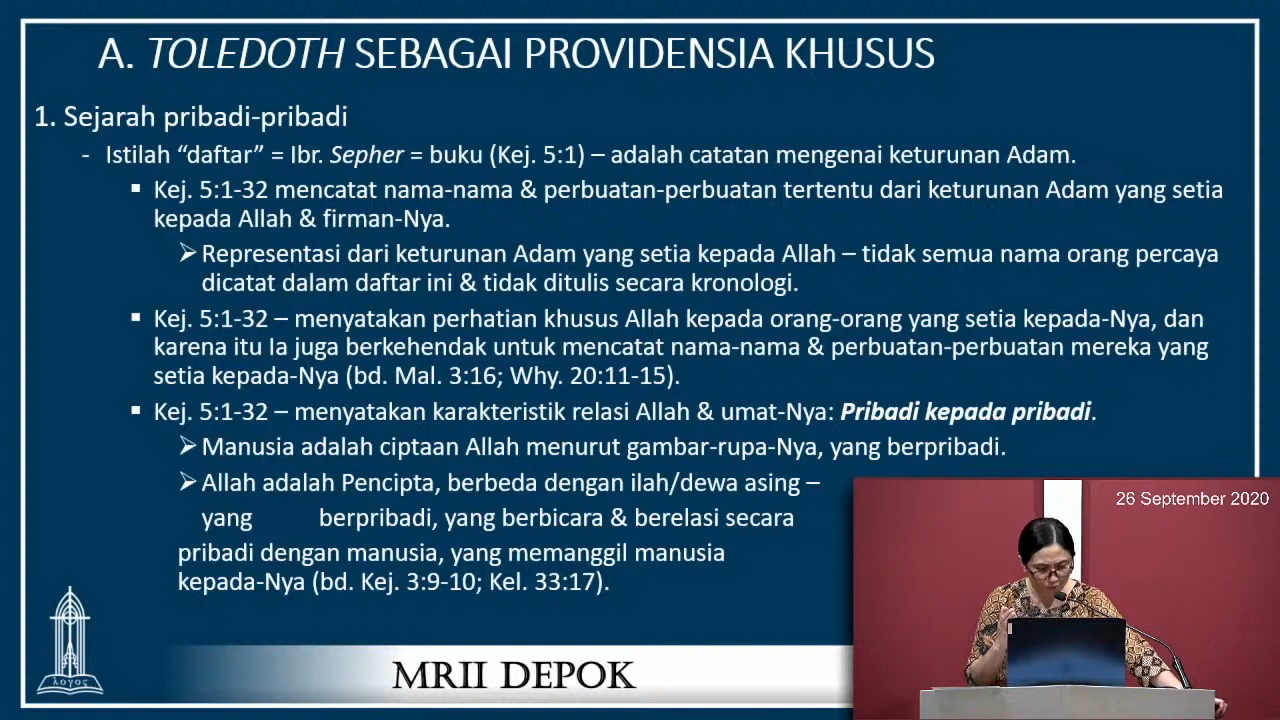 A. TOLEDOTH SEBAGAI PROVIDENSIA KHUSUS
1. Sejarah pribadi-pribadi
- Istilah “daftar” = Ibr. Sepher = buku (Kej. 5:1) – adalah catatan mengenai keturunan Adam.
▪ Kej. 5:1-32 mencatat nama-nama & perbuatan-perbuatan tertentu dari keturunan Adam yang setia
kepada Allah & firman-Nya.
➢ Representasi dari keturunan Adam yang setia kepada Allah – tidak semua nama orang percaya
dicatat dalam daftar ini & tidak ditulis secara kronologi.
▪ Kej. 5:1-32 – menyatakan perhatian khusus Allah kepada orang-orang yang setia kepada-Nya, dan
karena itu Ia juga berkehendak untuk mencatat nama-nama & perbuatan-perbuatan mereka yang
setia kepada-Nya (bd. Mal. 3:16; Why. 20:11-15).
▪ Kej. 5:1-32 – menyatakan karakteristik relasi Allah & umat-Nya: Pribadi kepada pribadi.
➢ Manusia adalah ciptaan Allah menurut gambar-rupa-Nya, yang berpribadi.
➢ Allah adalah Pencipta, berbeda dengan ilah/dewa asing –
yang berpribadi, yang berbicara & berelasi secara
pribadi dengan manusia, yang memanggil manusia
kepada-Nya (bd. Kej. 3:9-10; Kel. 33:17).
26 September 2020
λογος
MRII DEPOK